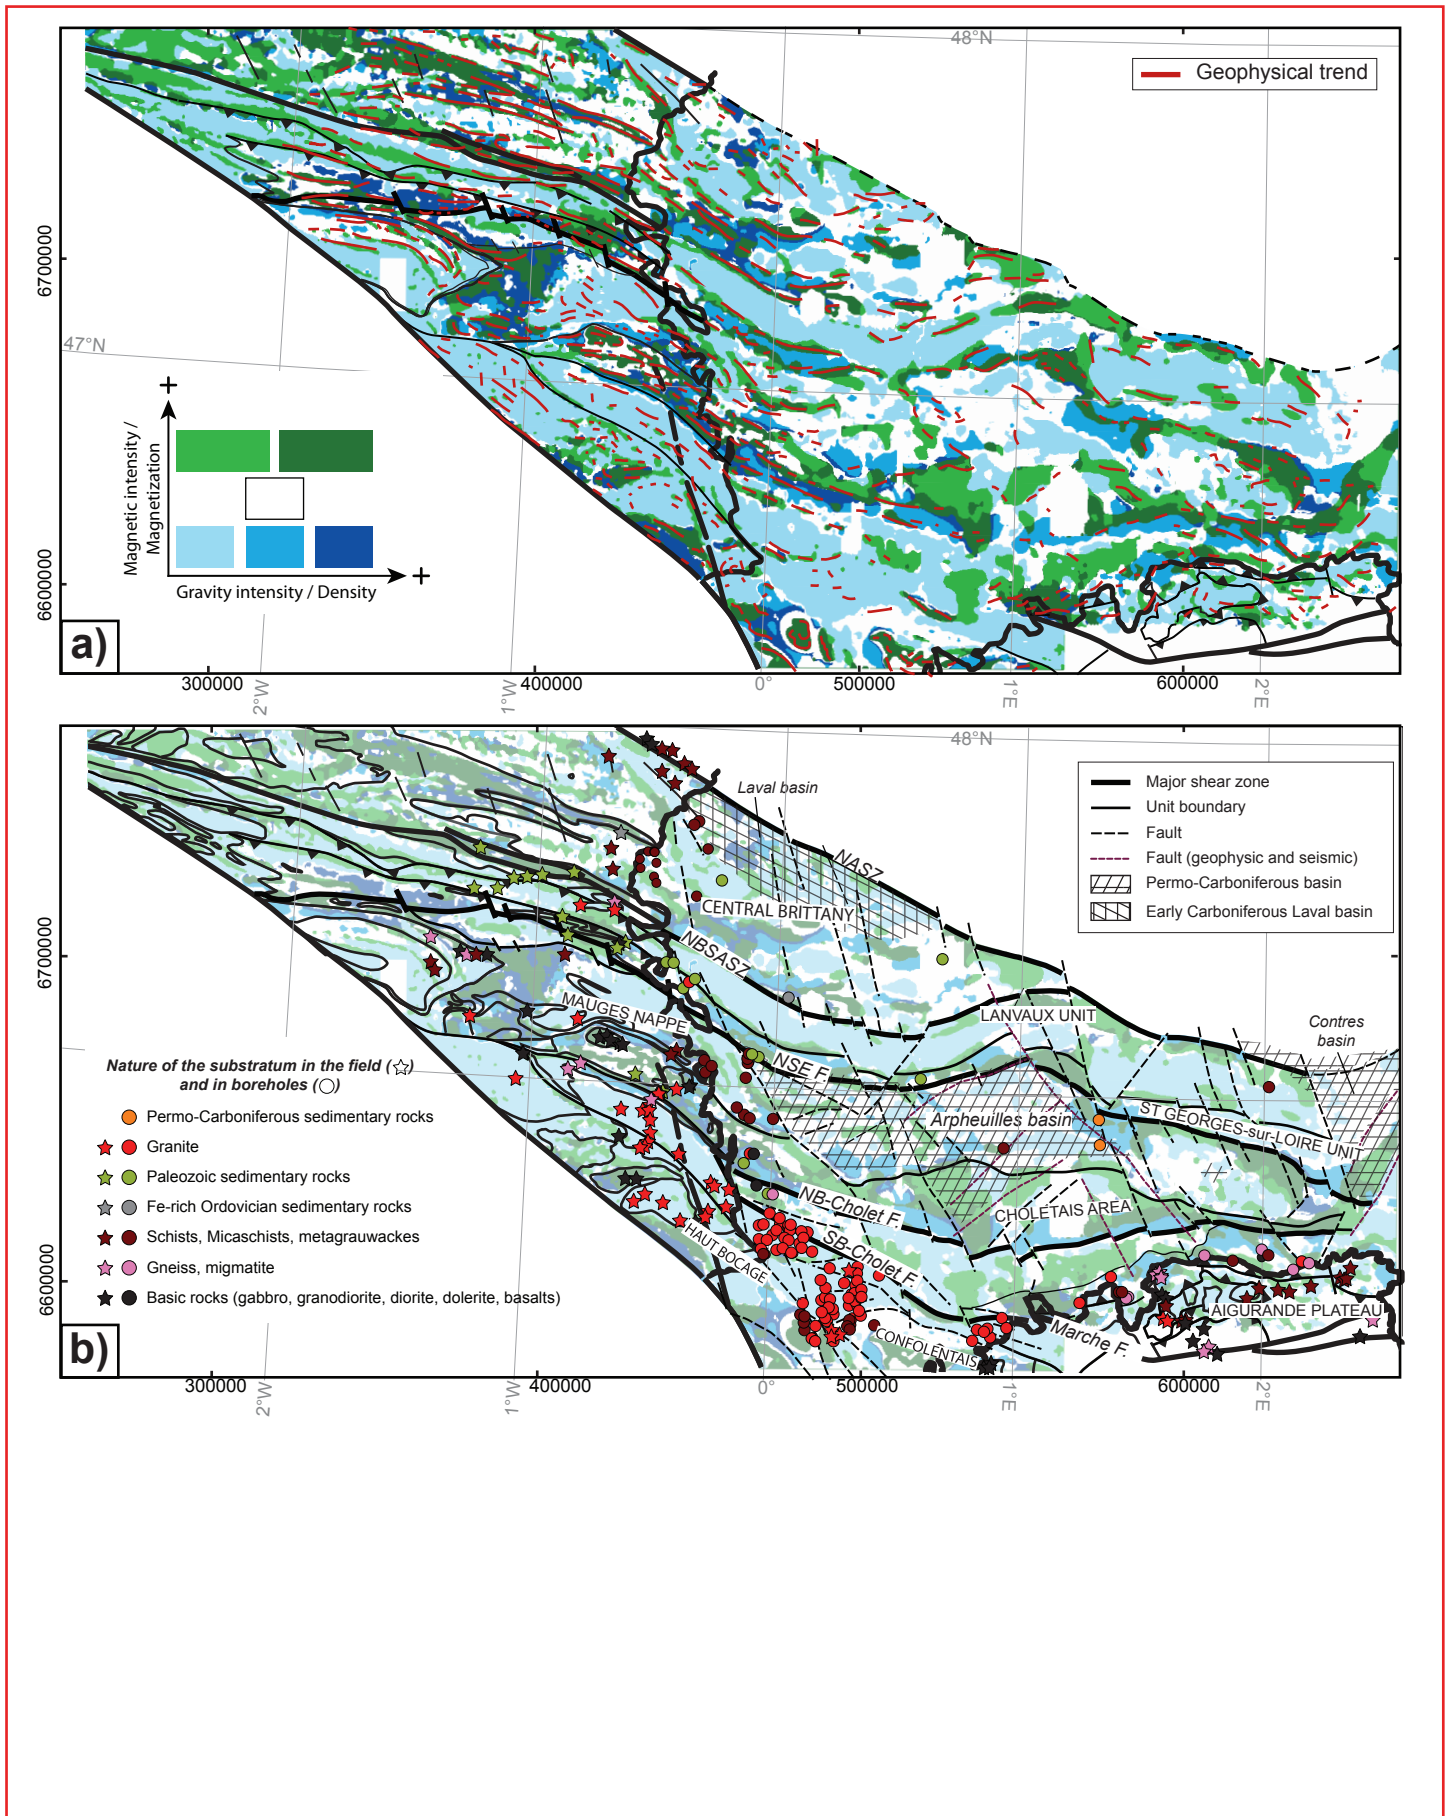 48°N
Geophysical trend
6700000
47°N
+
Magnetic intensity /
Magnetization
+
Gravity intensity / Density
6600000
a)
300000
2°W
1°W
400000
0°
500000
1°E
600000
2°E
48°N
Laval basin
Major shear zone
Unit boundary
Fault
Fault (geophysic and seismic)
Permo-Carboniferous basin
Early Carboniferous Laval basin
NASZ
CENTRAL BRITTANY
NBSASZ
6700000
MAUGES NAPPE
LANVAUX UNIT
Contres
basin
Nature of the substratum in the field (☆)
and in boreholes (○)
NSE F.
Permo-Carboniferous sedimentary rocks
Arpheuilles basin
ST GEORGES-sur-LOIRE UNIT
Granite
Paleozoic sedimentary rocks
Fe-rich Ordovician sedimentary rocks
NB-Cholet F.
CHOLETAIS AREA
Schists, Micaschists, metagrauwackes
HAUT BOCAGE
SB-Cholet F.
Gneiss, migmatite
Basic rocks (gabbro, granodiorite, diorite, dolerite, basalts)
6600000
AIGURANDE PLATEAU
Marche F.
CONFOLENTAIS
b)
300000
2°W
1°W
400000
0°
500000
1°E
600000
2°E